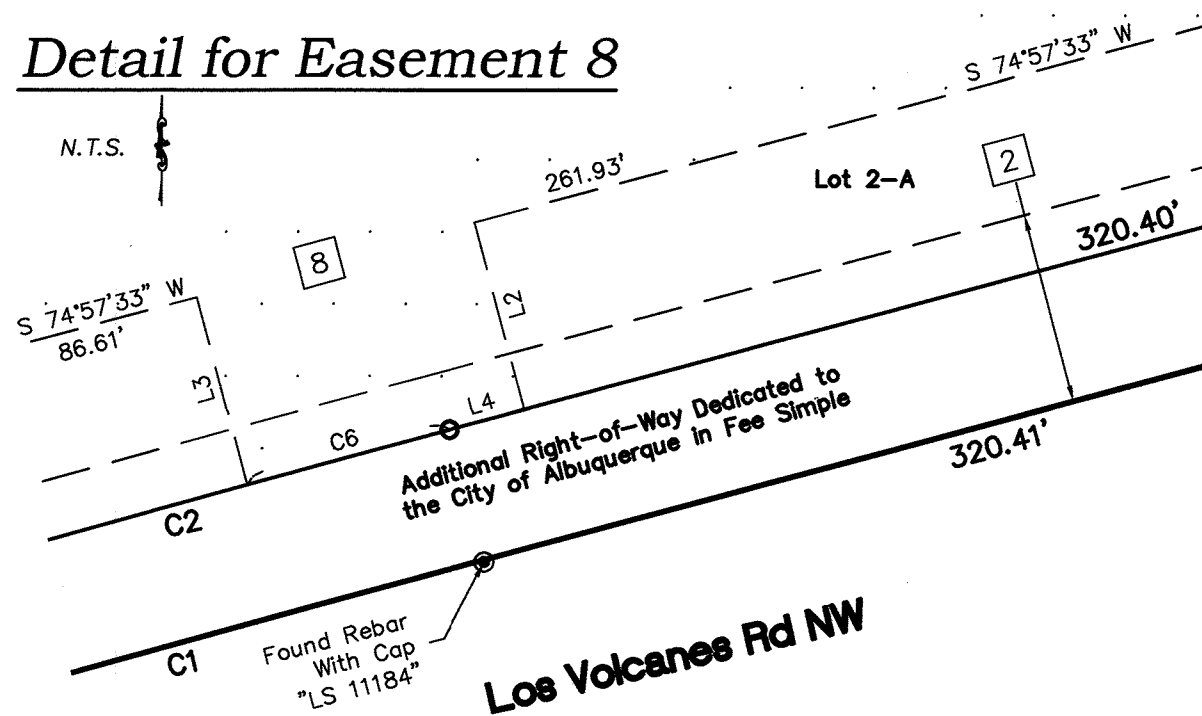 Detail for Easement 8
N.T.S.
S 74°57'33" W
261.93'
Lot 2-A
2
320.40'
8
S 74°57'33" W
86.61'
L2
L3
L4
C6
Additional Right-of-Way Dedicated to
the City of Albuquerque in Fee Simple
C2
320.41'
C1
Found Rebar
With Cap
"LS 11184"
Los Volcanes Rd NW